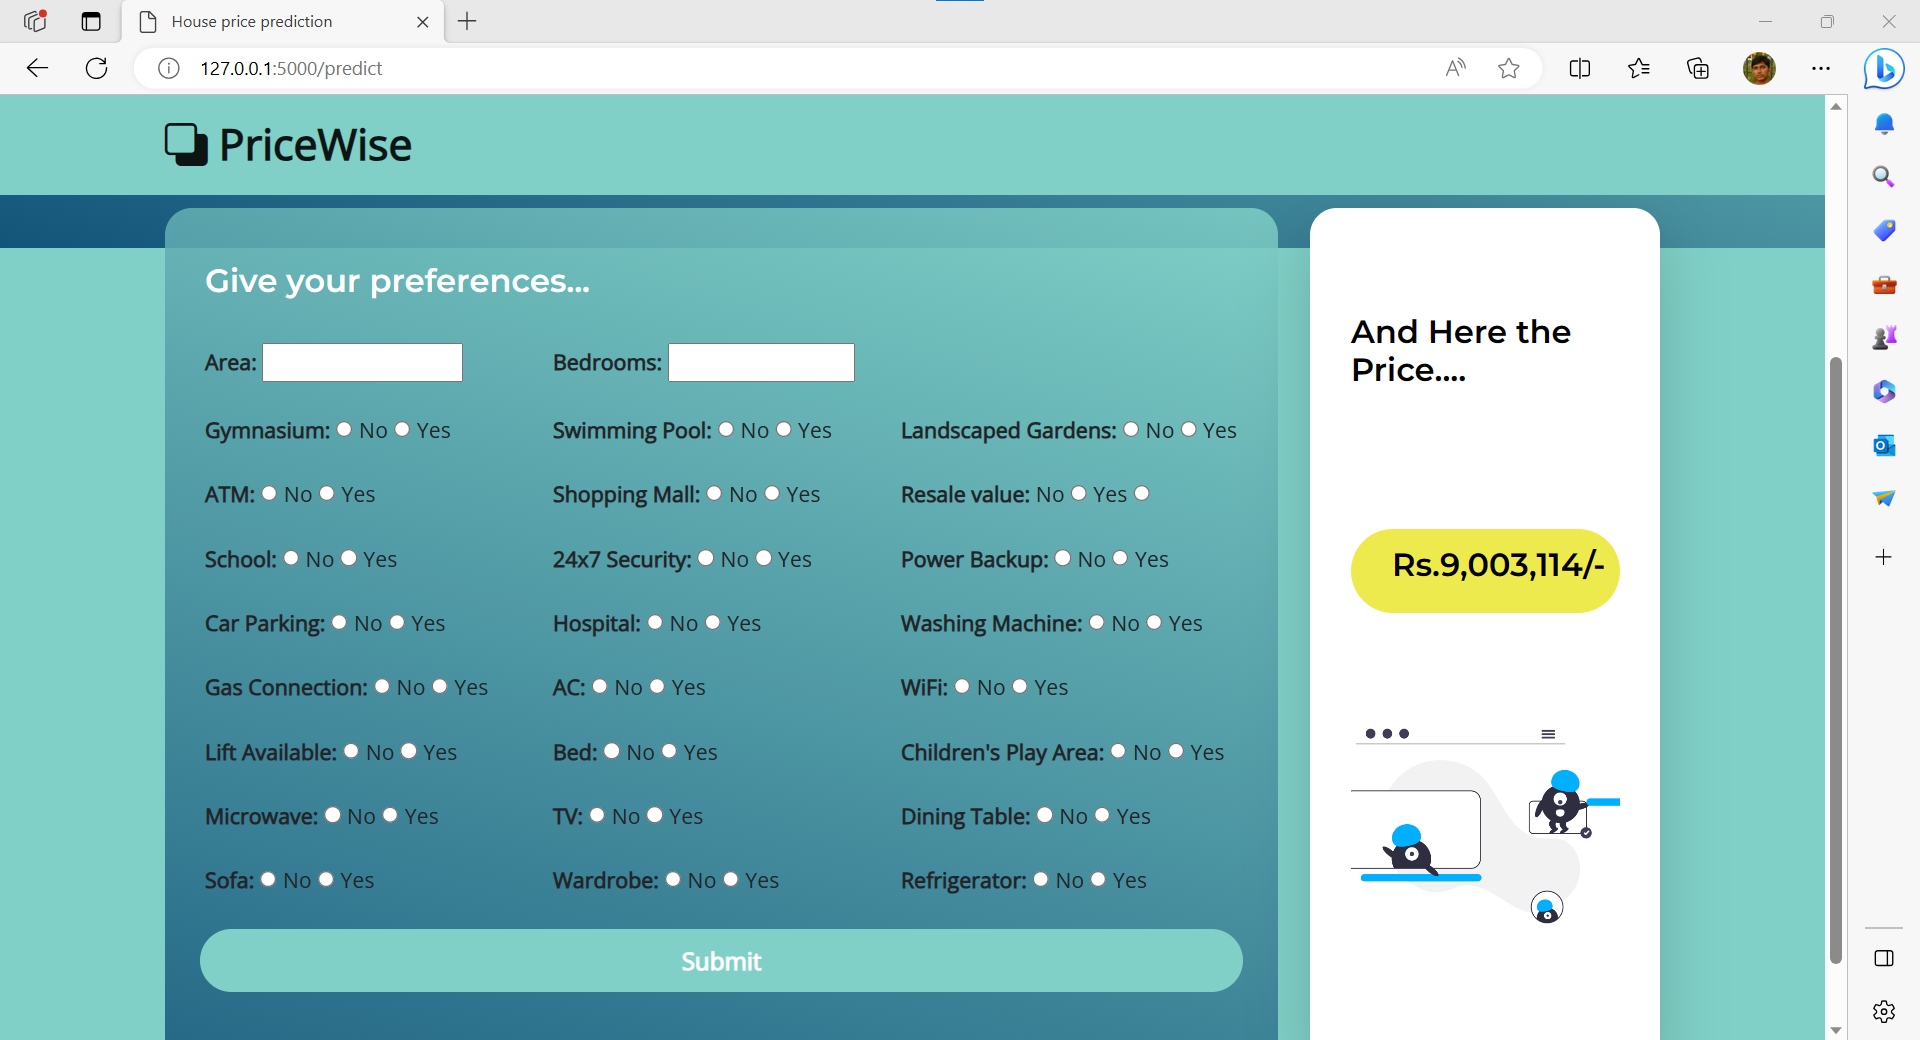 House price prediction
127.0.0.1:5000/predict
PriceWise
Give your preferences...
Area:
Bedrooms:
Gymnasium: No Yes
Swimming Pool: No Yes
Landscaped Gardens: No Yes
ATM: No Yes
Shopping Mall: No Yes
Resale value: No Yes
School: No Yes
24x7 Security: No Yes
Power Backup: No Yes
Car Parking: No Yes
Hospital: No Yes
Washing Machine: No Yes
Gas Connection: No Yes
AC: No Yes
WiFi: No Yes
Lift Available: No Yes
Bed: No Yes
Children's Play Area: No Yes
Microwave: No Yes
TV: No Yes
Dining Table: No Yes
Sofa: No Yes
Wardrobe: No Yes
Refrigerator: No Yes
Submit
And Here the
Price....
Rs.9,003,114/-